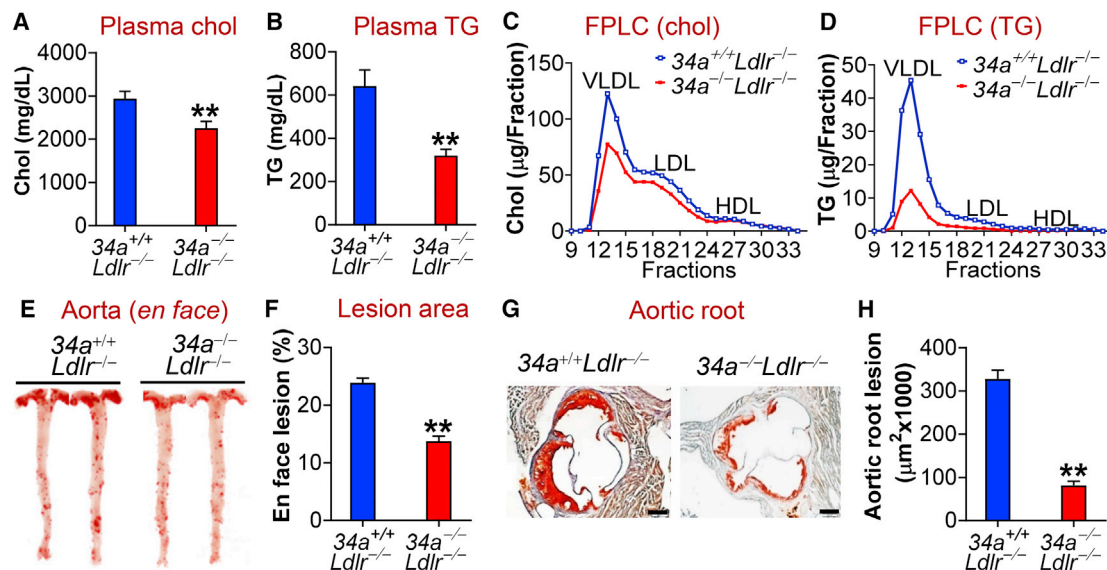 A
Plasma chol
Chol (mg/dL)
4000
3000
2000
1000
0
**
34a+/+
Ldlr−/−
34a−/−
Ldlr−/−
B
Plasma TG
TG (mg/dL)
800
600
400
200
0
**
34a+/+
Ldlr−/−
34a−/−
Ldlr−/−
C
FPLC (chol)
34a+/+Ldlr−/−
34a−/−Ldlr−/−
Chol (µg/Fraction)
150
100
50
0
VLDL
LDL
HDL
9 12 15 18 21 24 27 30 33
Fractions
D
FPLC (TG)
34a+/+Ldlr−/−
34a−/−Ldlr−/−
TG (µg/Fraction)
50
40
30
20
10
0
VLDL
LDL
HDL
9 12 15 18 21 24 27 30 33
Fractions
E
Aorta (en face)
34a+/+
Ldlr−/−
34a−/−
Ldlr−/−
F
Lesion area
En face lesion (%)
30
20
10
0
**
34a+/+
Ldlr−/−
34a−/−
Ldlr−/−
G
Aortic root
34a+/+Ldlr−/−
34a−/−Ldlr−/−
H
Aortic root lesion
(µm2x1000)
400
300
200
100
0
**
34a+/+
Ldlr−/−
34a−/−
Ldlr−/−